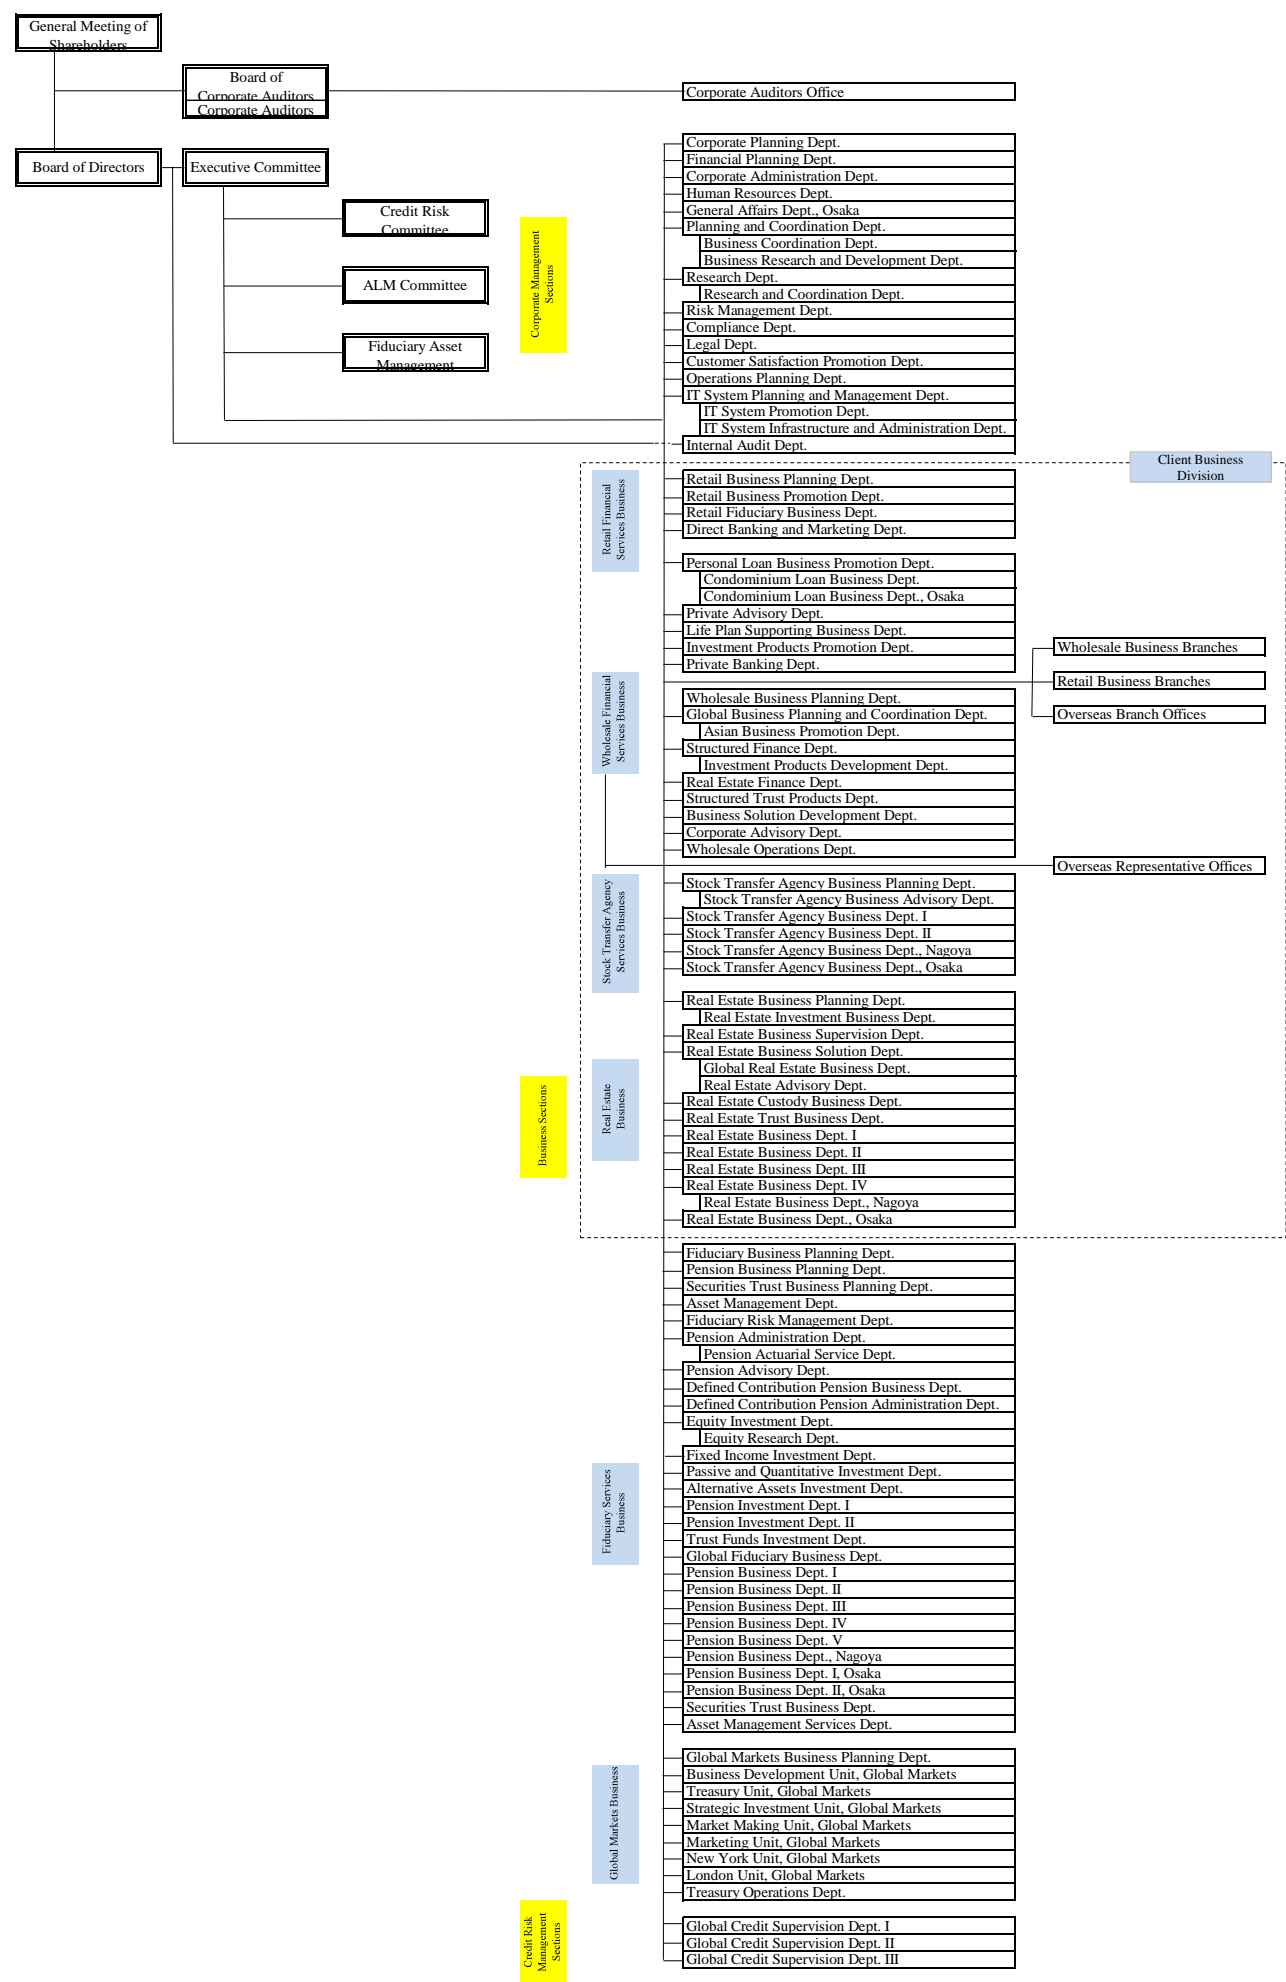 General Meeting of
Shareholders
Board of
Corporate Auditors
Corporate Auditors
Corporate Auditors Office
Board of Directors
Executive Committee
Credit Risk
Committee
ALM Committee
Fiduciary Asset
Management
Corporate Management
Sections
Corporate Planning Dept.
Financial Planning Dept.
Corporate Administration Dept.
Human Resources Dept.
General Affairs Dept., Osaka
Planning and Coordination Dept.
Business Coordination Dept.
Business Research and Development Dept.
Research Dept.
Research and Coordination Dept.
Risk Management Dept.
Compliance Dept.
Legal Dept.
Customer Satisfaction Promotion Dept.
Operations Planning Dept.
IT System Planning and Management Dept.
IT System Promotion Dept.
IT System Infrastructure and Administration Dept.
Internal Audit Dept.
Client Business
Division
Retail Financial
Services Business
Retail Business Planning Dept.
Retail Business Promotion Dept.
Retail Fiduciary Business Dept.
Direct Banking and Marketing Dept.
Personal Loan Business Promotion Dept.
Condominium Loan Business Dept.
Condominium Loan Business Dept., Osaka
Private Advisory Dept.
Life Plan Supporting Business Dept.
Investment Products Promotion Dept.
Private Banking Dept.
Wholesale Business Branches
Retail Business Branches
Overseas Branch Offices
Wholesale Financial
Services Business
Wholesale Business Planning Dept.
Global Business Planning and Coordination Dept.
Asian Business Promotion Dept.
Structured Finance Dept.
Investment Products Development Dept.
Real Estate Finance Dept.
Structured Trust Products Dept.
Business Solution Development Dept.
Corporate Advisory Dept.
Wholesale Operations Dept.
Overseas Representative Offices
Stock Transfer Agency
Services Business
Stock Transfer Agency Business Planning Dept.
Stock Transfer Agency Business Advisory Dept.
Stock Transfer Agency Business Dept. I
Stock Transfer Agency Business Dept. II
Stock Transfer Agency Business Dept., Nagoya
Stock Transfer Agency Business Dept., Osaka
Business Sections
Real Estate
Business
Real Estate Business Planning Dept.
Real Estate Investment Business Dept.
Real Estate Business Supervision Dept.
Real Estate Business Solution Dept.
Global Real Estate Business Dept.
Real Estate Advisory Dept.
Real Estate Custody Business Dept.
Real Estate Trust Business Dept.
Real Estate Business Dept. I
Real Estate Business Dept. II
Real Estate Business Dept. III
Real Estate Business Dept. IV
Real Estate Business Dept., Nagoya
Real Estate Business Dept., Osaka
Fiduciary Services
Business
Fiduciary Business Planning Dept.
Pension Business Planning Dept.
Securities Trust Business Planning Dept.
Asset Management Dept.
Fiduciary Risk Management Dept.
Pension Administration Dept.
Pension Actuarial Service Dept.
Pension Advisory Dept.
Defined Contribution Pension Business Dept.
Defined Contribution Pension Administration Dept.
Equity Investment Dept.
Equity Research Dept.
Fixed Income Investment Dept.
Passive and Quantitative Investment Dept.
Alternative Assets Investment Dept.
Pension Investment Dept. I
Pension Investment Dept. II
Trust Funds Investment Dept.
Global Fiduciary Business Dept.
Pension Business Dept. I
Pension Business Dept. II
Pension Business Dept. III
Pension Business Dept. IV
Pension Business Dept. V
Pension Business Dept., Nagoya
Pension Business Dept. I, Osaka
Pension Business Dept. II, Osaka
Securities Trust Business Dept.
Asset Management Services Dept.
Global Markets Business
Global Markets Business Planning Dept.
Business Development Unit, Global Markets
Treasury Unit, Global Markets
Strategic Investment Unit, Global Markets
Market Making Unit, Global Markets
Marketing Unit, Global Markets
New York Unit, Global Markets
London Unit, Global Markets
Treasury Operations Dept.
Credit Risk
Management
Sections
Global Credit Supervision Dept. I
Global Credit Supervision Dept. II
Global Credit Supervision Dept. III